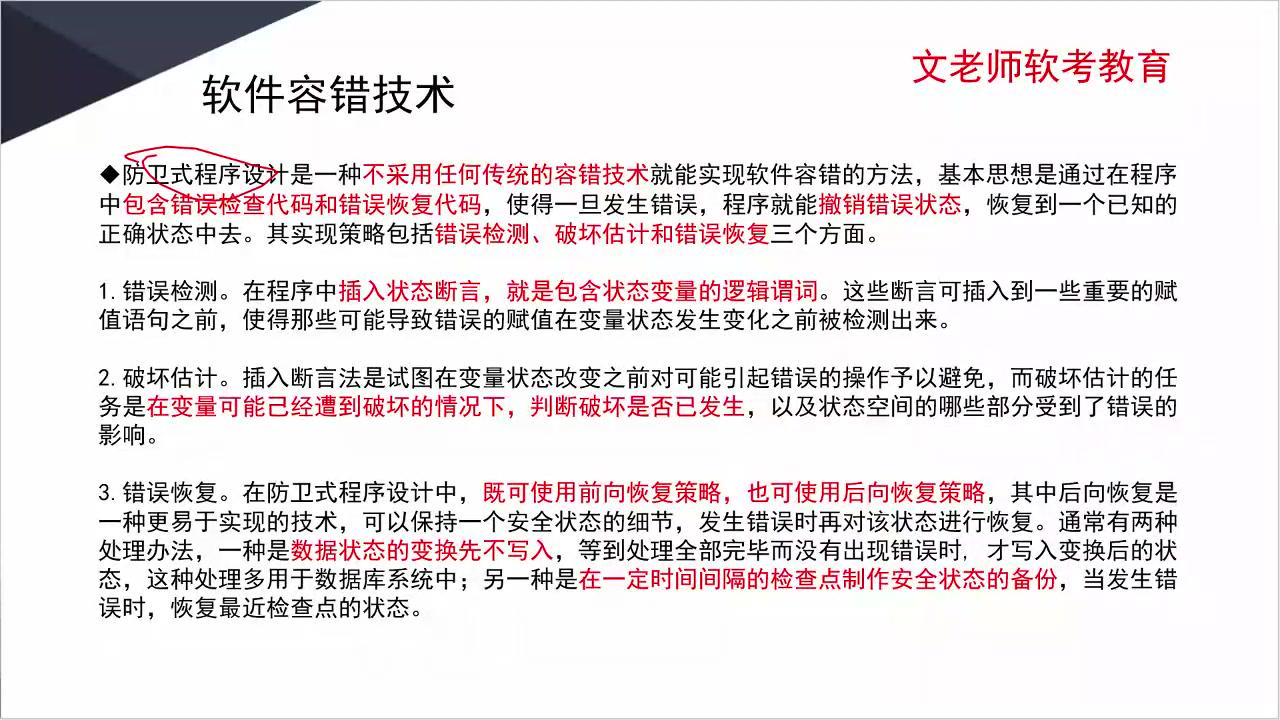 文老师软考教育
软件容错技术
◆防卫式程序设计是一种不采用任何传统的容错技术就能实现软件容错的方法，基本思想是通过在程序
中包含错误检查代码和错误恢复代码，使得一旦发生错误，程序就能撤销错误状态，恢复到一个已知的
正确状态中去。其实现策略包括错误检测、破坏估计和错误恢复三个方面。
1.错误检测。在程序中插入状态断言，就是包含状态变量的逻辑谓词。这些断言可插入到一些重要的赋
值语句之前，使得那些可能导致错误的赋值在变量状态发生变化之前被检测出来。
2.破坏估计。插入断言法是试图在变量状态改变之前对可能引起错误的操作予以避免，而破坏估计的任
务是在变量可能己经遭到破坏的情况下，判断破坏是否已发生，以及状态空间的哪些部分受到了错误的
影响。
3.错误恢复。在防卫式程序设计中，既可使用前向恢复策略，也可使用后向恢复策略，其中后向恢复是
一种更易于实现的技术，可以保持一个安全状态的细节，发生错误时再对该状态进行恢复。通常有两种
处理办法，一种是数据状态的变换先不写入，等到处理全部完毕而没有出现错误时, 才写入变换后的状
态，这种处理多用于数据库系统中；另一种是在一定时间间隔的检查点制作安全状态的备份，当发生错
误时，恢复最近检查点的状态。